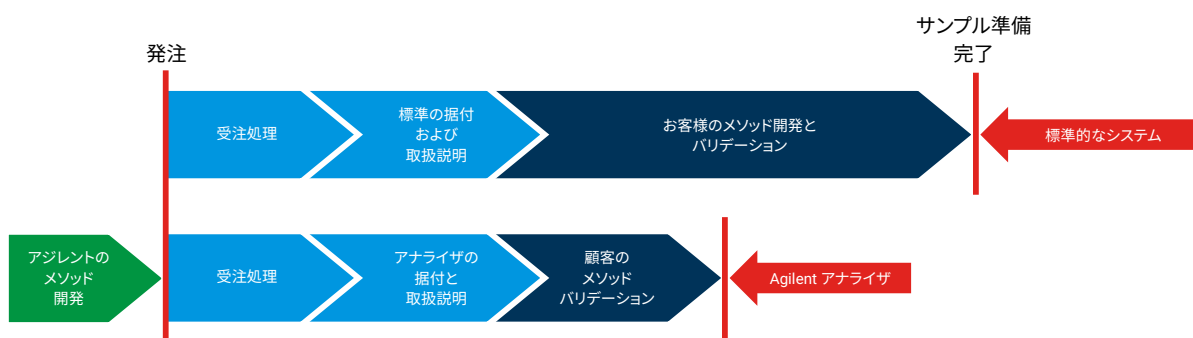 発注
サンプル準備
完了
受注処理
標準の据付
および
取扱説明
お客様のメソッド開発と
バリデーション
標準的なシステム
アジレントの
メソッド
開発
受注処理
アナライザの
据付と
取扱説明
顧客の
メソッド
バリデーション
Agilent アナライザ